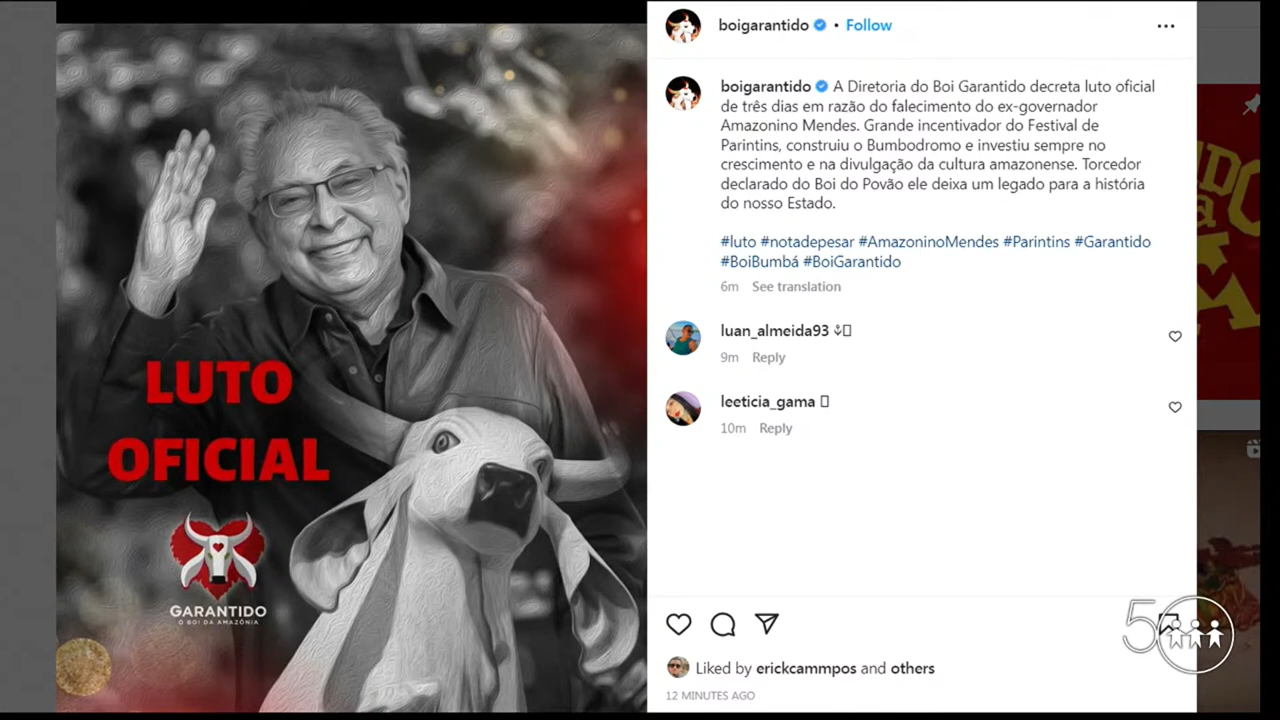 LUTO
OFICIAL
GARANTIDO
O BOI DA AMAZÔNIA
boigarantido • Follow
boigarantido A Diretoria do Boi Garantido decreta luto oficial
de três dias em razão do falecimento do ex-governador
Amazonino Mendes. Grande incentivador do Festival de
Parintins, construiu o Bumbodromo e investiu sempre no
crescimento e na divulgação da cultura amazonense. Torcedor
declarado do Boi do Povão ele deixa um legado para a história
do nosso Estado.
#luto #notadepesar #AmazoninoMendes #Parintins #Garantido
#BoiBumbá #BoiGarantido
6m See translation
luan_almeida93
9m Reply
leeticia_gama
10m Reply
Liked by erickcammpos and others
12 MINUTES AGO
50